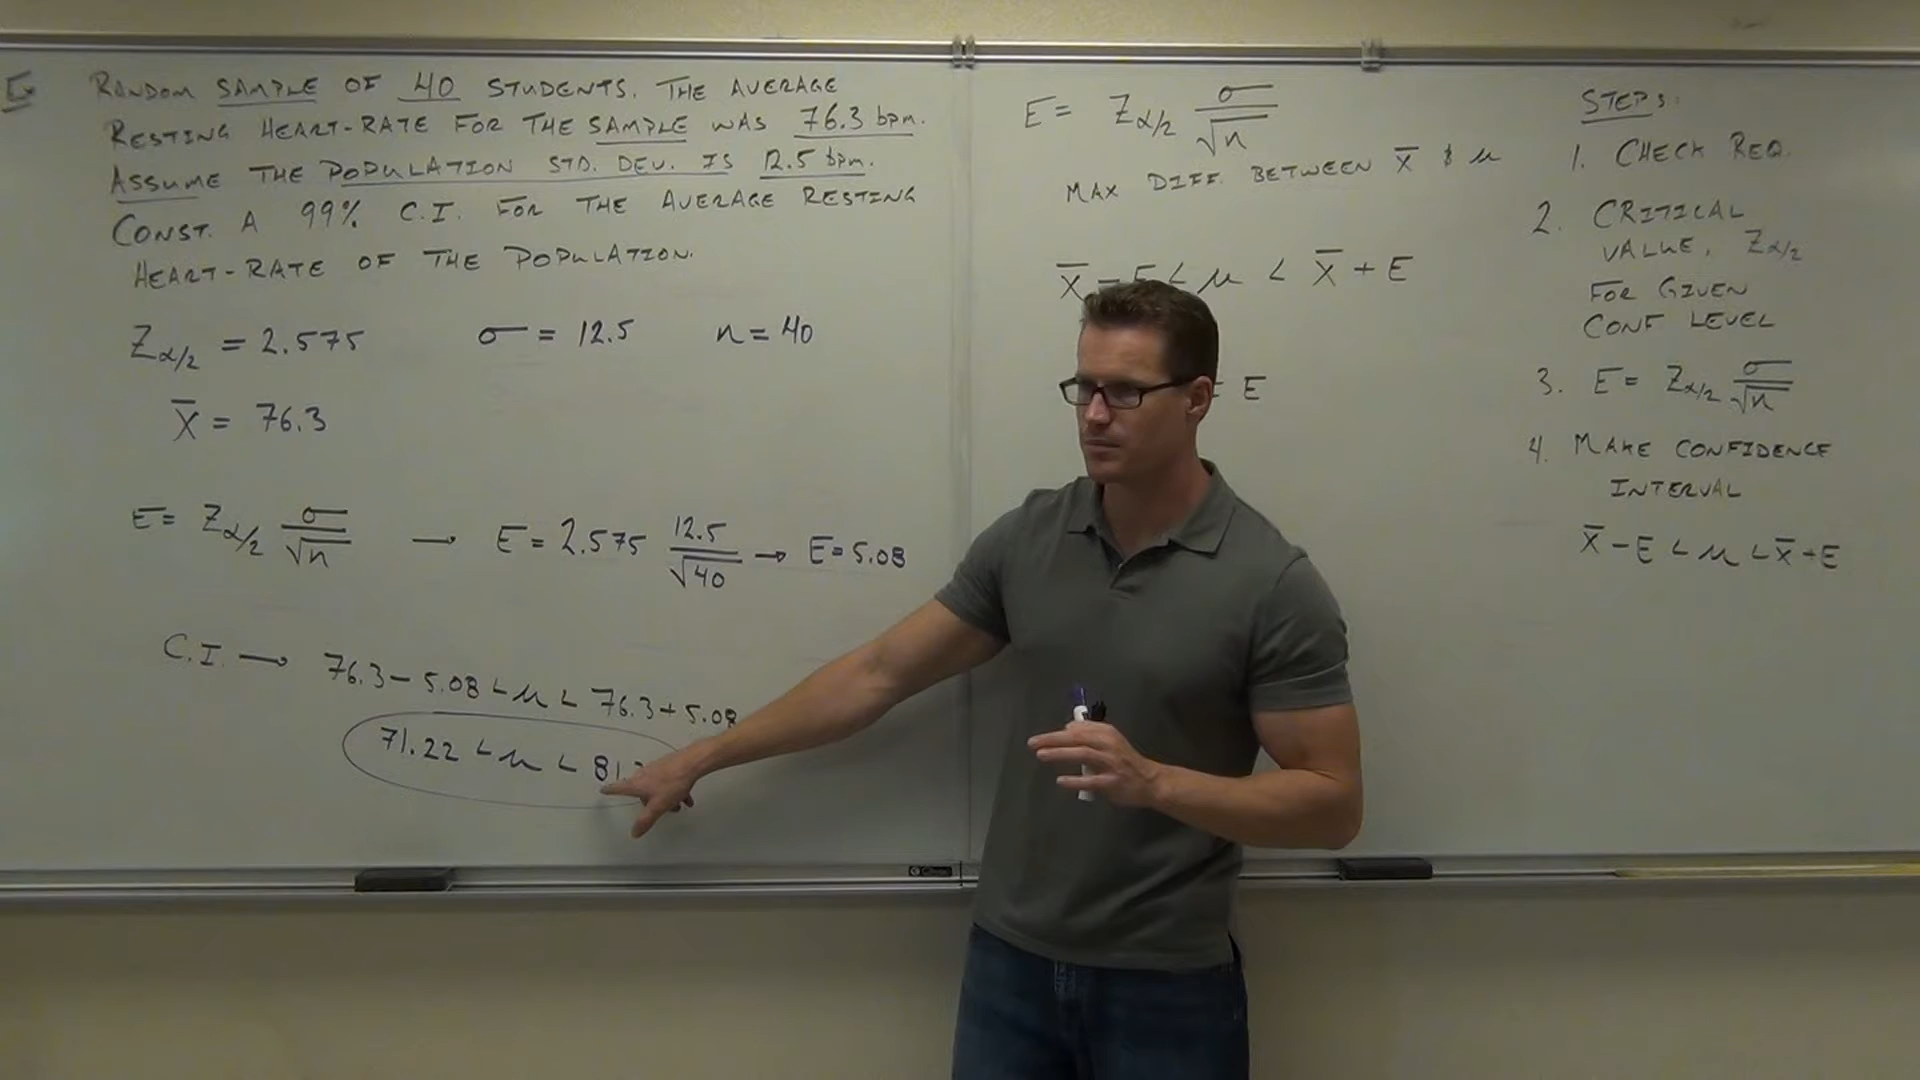 Ex
RANDOM SAMPLE OF 40 STUDENTS. THE AVERAGE
RESTING HEART-RATE FOR THE SAMPLE WAS 76.3 bpm.
ASSUME THE POPULATION STD. DEV. IS 12.5 bpm.
CONST. A 99% C.I. FOR THE AVERAGE RESTING
HEART-RATE OF THE POPULATION.
Zα/2 = 2.575 σ = 12.5 n = 40
x̄ = 76.3
E = Zα/2 σ/√n → E = 2.575 12.5/√40 → E = 5.08
C.I. → 76.3 - 5.08 < μ < 76.3 + 5.08
71.22 < μ < 81.
E = Zα/2 σ/√n
MAX DIFF. BETWEEN x̄ & μ
x̄ - E < μ < x̄ + E
= E
STEPS:
1. CHECK REQ.
2. CRITICAL
VALUE, Zα/2
FOR GIVEN
CONF LEVEL
3. E = Zα/2 σ/√n
4. MAKE CONFIDENCE
INTERVAL
x̄ - E < μ < x̄ + E